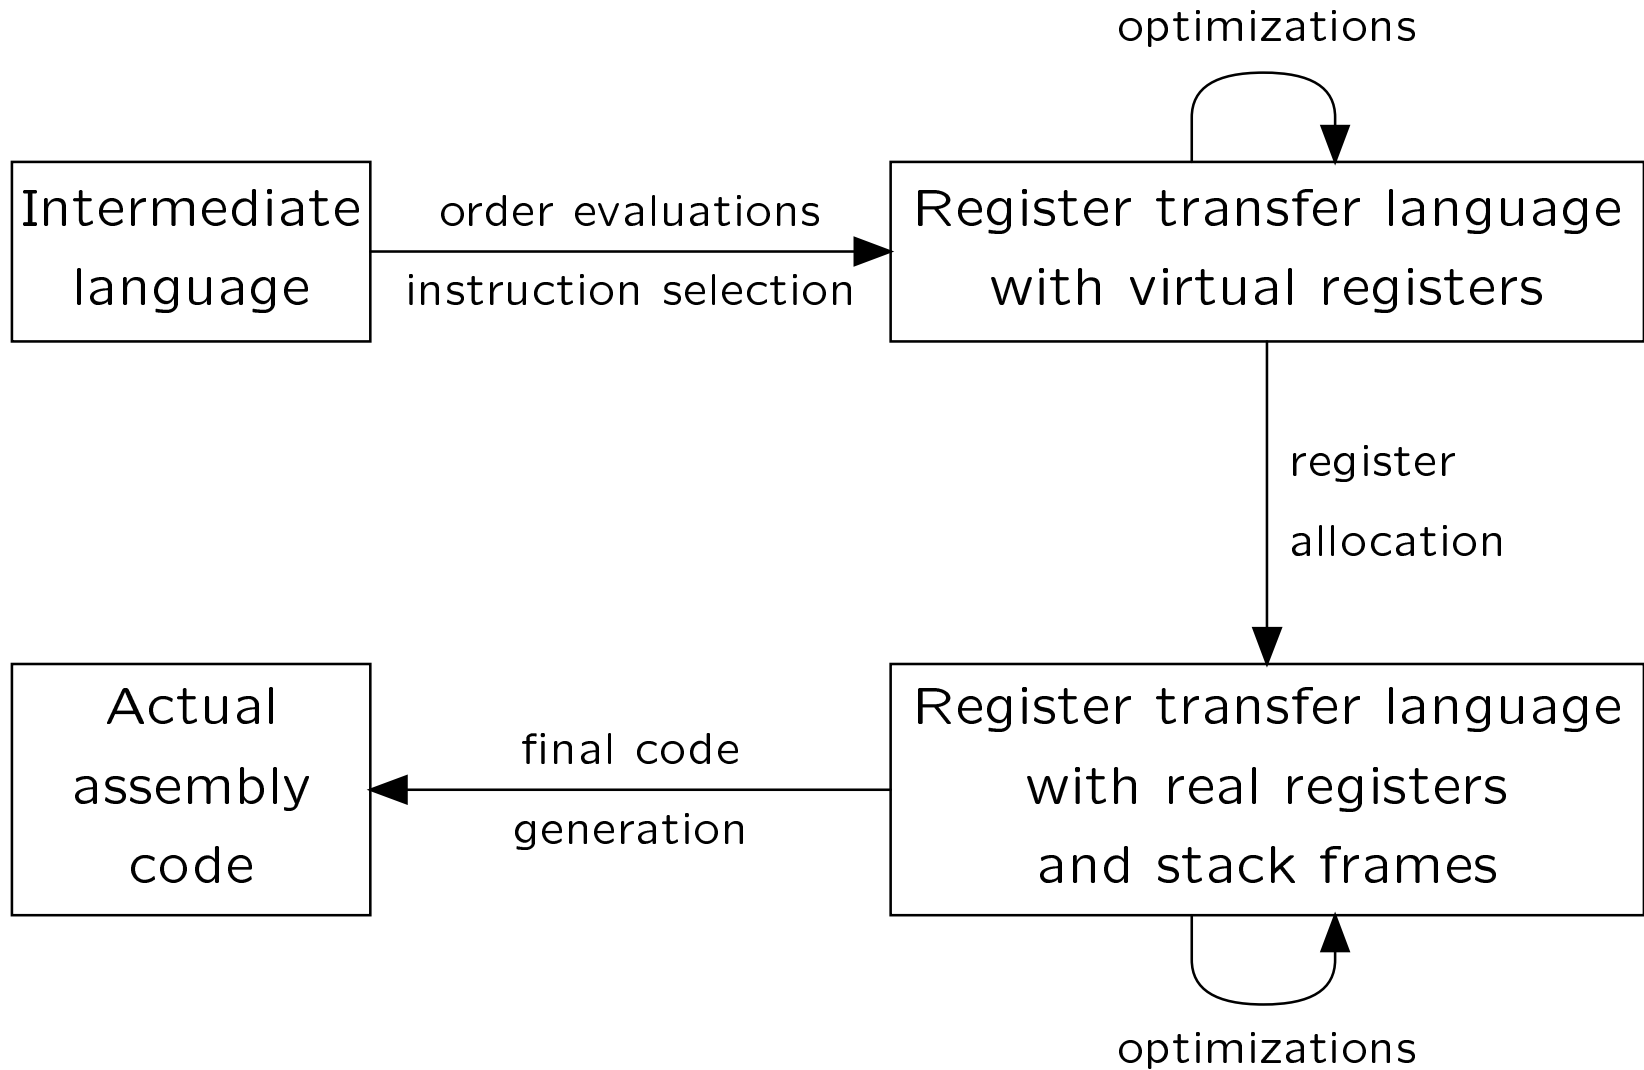 optimizations
Intermediate
language
order evaluations
instruction selection
Register transfer language
with virtual registers
register
allocation
Register transfer language
with real registers
and stack frames
final code
generation
Actual
assembly
code
optimizations